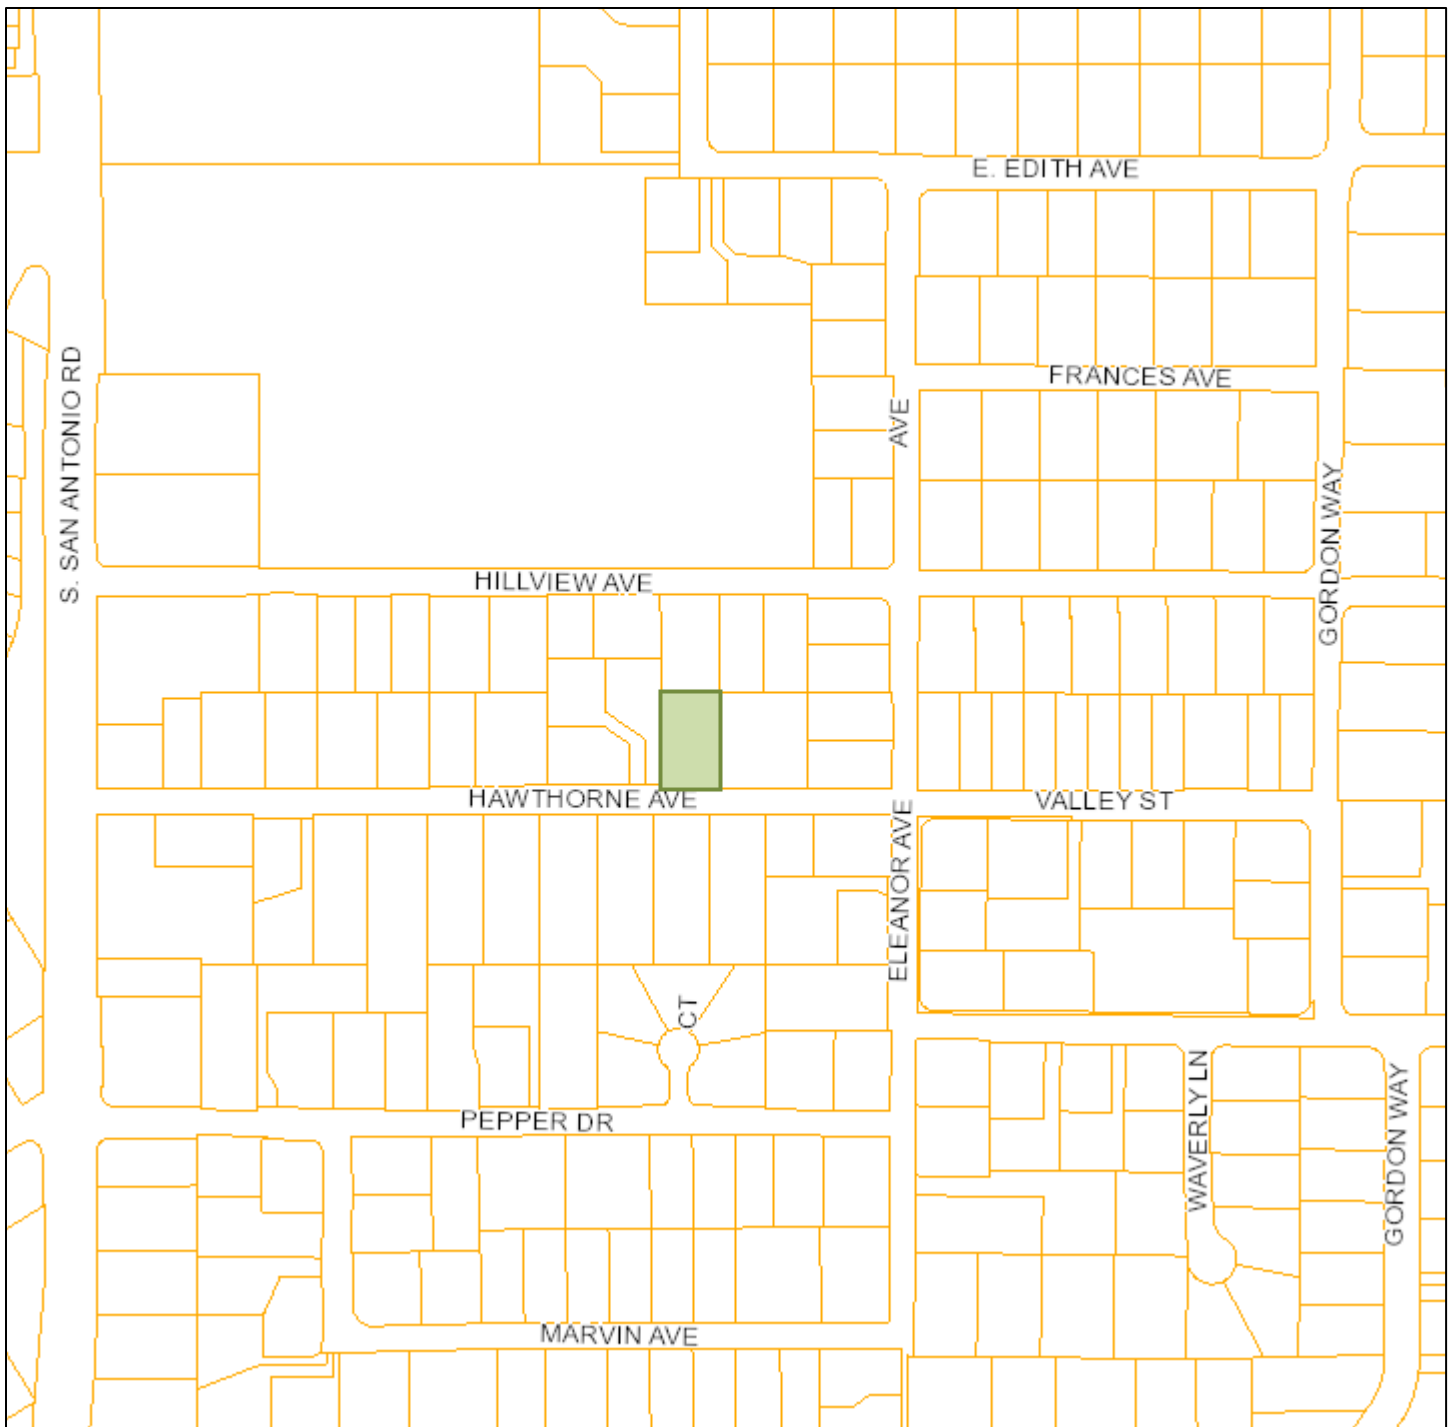 E. EDITH AVE
FRANCES AVE
S. SAN ANTONIO RD
AVE
GORDON WAY
HILLVIEW AVE
HAWTHORNE AVE
VALLEY ST
ELEANOR AVE
CT
WAVERLY LN
GORDON WAY
PEPPER DR
MARVIN AVE